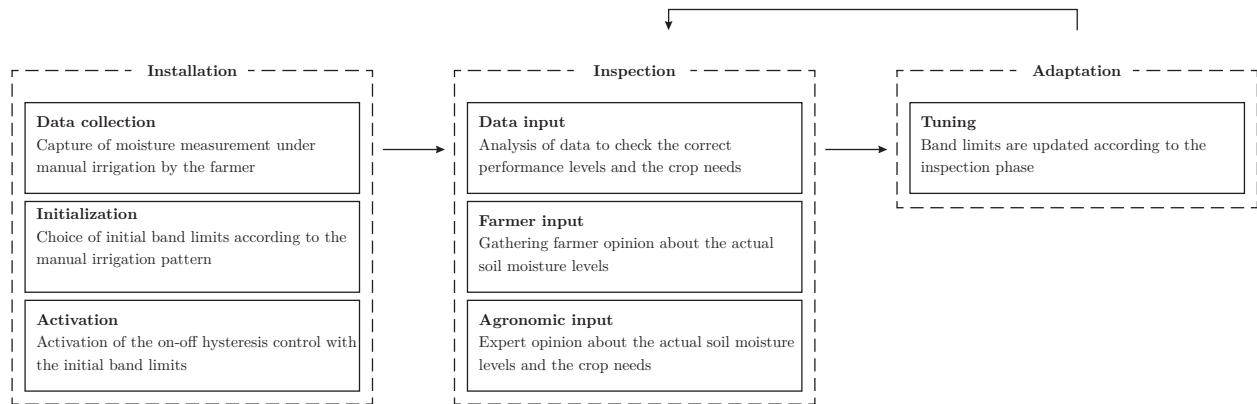 Installation
Data collection
Capture of moisture measurement under
manual irrigation by the farmer
Initialization
Choice of initial band limits according to the
manual irrigation pattern
Activation
Activation of the on-off hysteresis control with
the initial band limits
Inspection
Data input
Analysis of data to check the correct
performance levels and the crop needs
Farmer input
Gathering farmer opinion about the actual
soil moisture levels
Agronomic input
Expert opinion about the actual soil moisture
levels and the crop needs
Adaptation
Tuning
Band limits are updated according to the
inspection phase